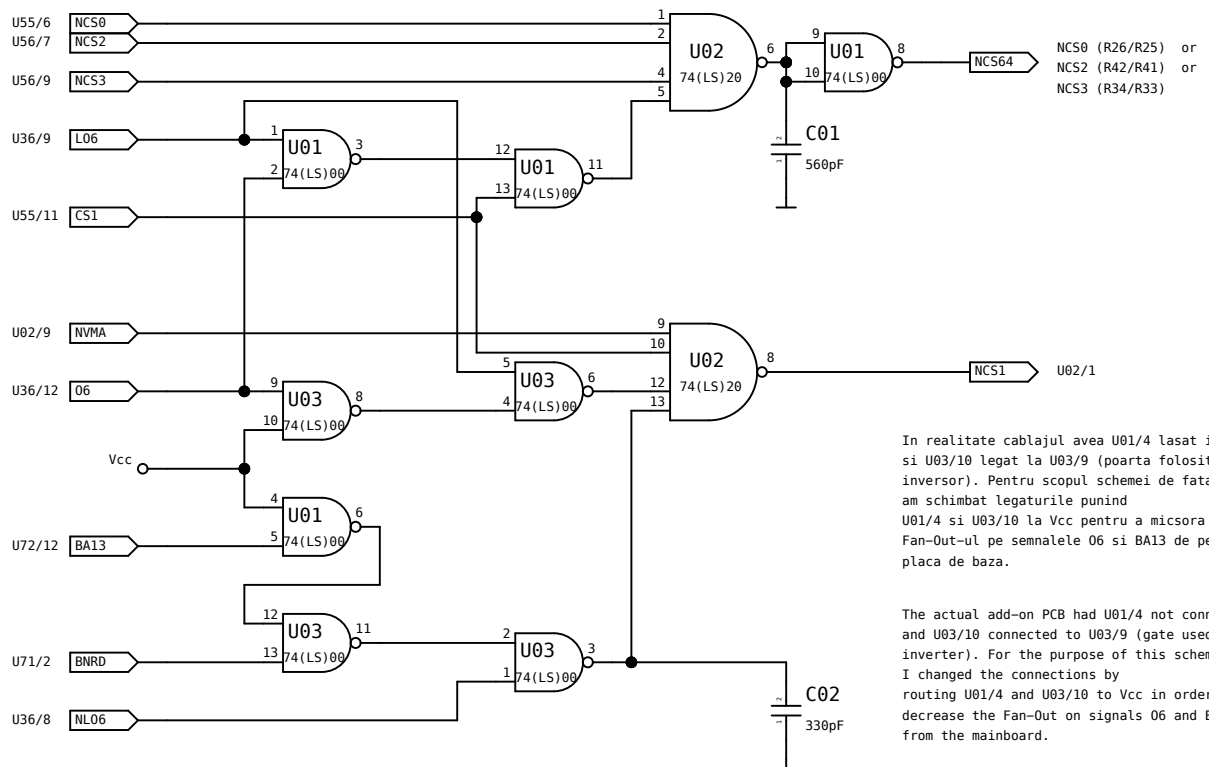 U55/6 NCS0
U56/7 NCS2
U56/9 NCS3
U36/9 LO6
U55/11 CS1
U02/9 NVMA
U36/12 O6
Vcc
U72/12 BA13
U71/2 BNRD
U36/8 NLO6
1
2
4
5
U02
74(LS)20
6
9
10
U01
74(LS)00
8
NCS64
NCS0 (R26/R25) or
NCS2 (R42/R41) or
NCS3 (R34/R33)
2
1
C01
560pF
1
2
U01
74(LS)00
3
12
13
U01
74(LS)00
11
9
10
12
13
U02
74(LS)20
8
NCS1 U02/1
5
4
U03
74(LS)00
6
9
10
U03
74(LS)00
8
4
5
U01
74(LS)00
6
12
13
U03
74(LS)00
11
2
1
U03
74(LS)00
3
2
1
C02
330pF
In realitate cablajul avea U01/4 lasat
si U03/10 legat la U03/9 (poarta
inversor). Pentru scopul schemei de
am schimbat legaturile punind
U01/4 si U03/10 la Vcc pentru a micsora
Fan-Out-ul pe semnalele O6 si BA13 de
placa de baza.
The actual add-on PCB had U01/4 not
and U03/10 connected to U03/9 (gate
inverter). For the purpose of this
I changed the connections by
routing U01/4 and U03/10 to Vcc in order
decrease the Fan-Out on signals O6 and
from the mainboard.